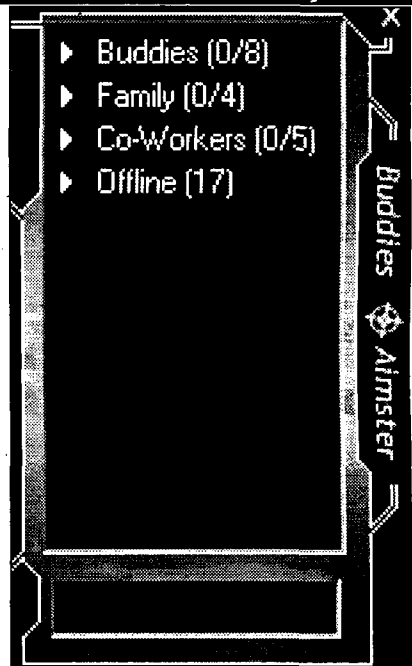 X
Buddies (0/8)
Family (0/4)
Co-Workers (0/5)
Offline (17)
Buddies Aimster